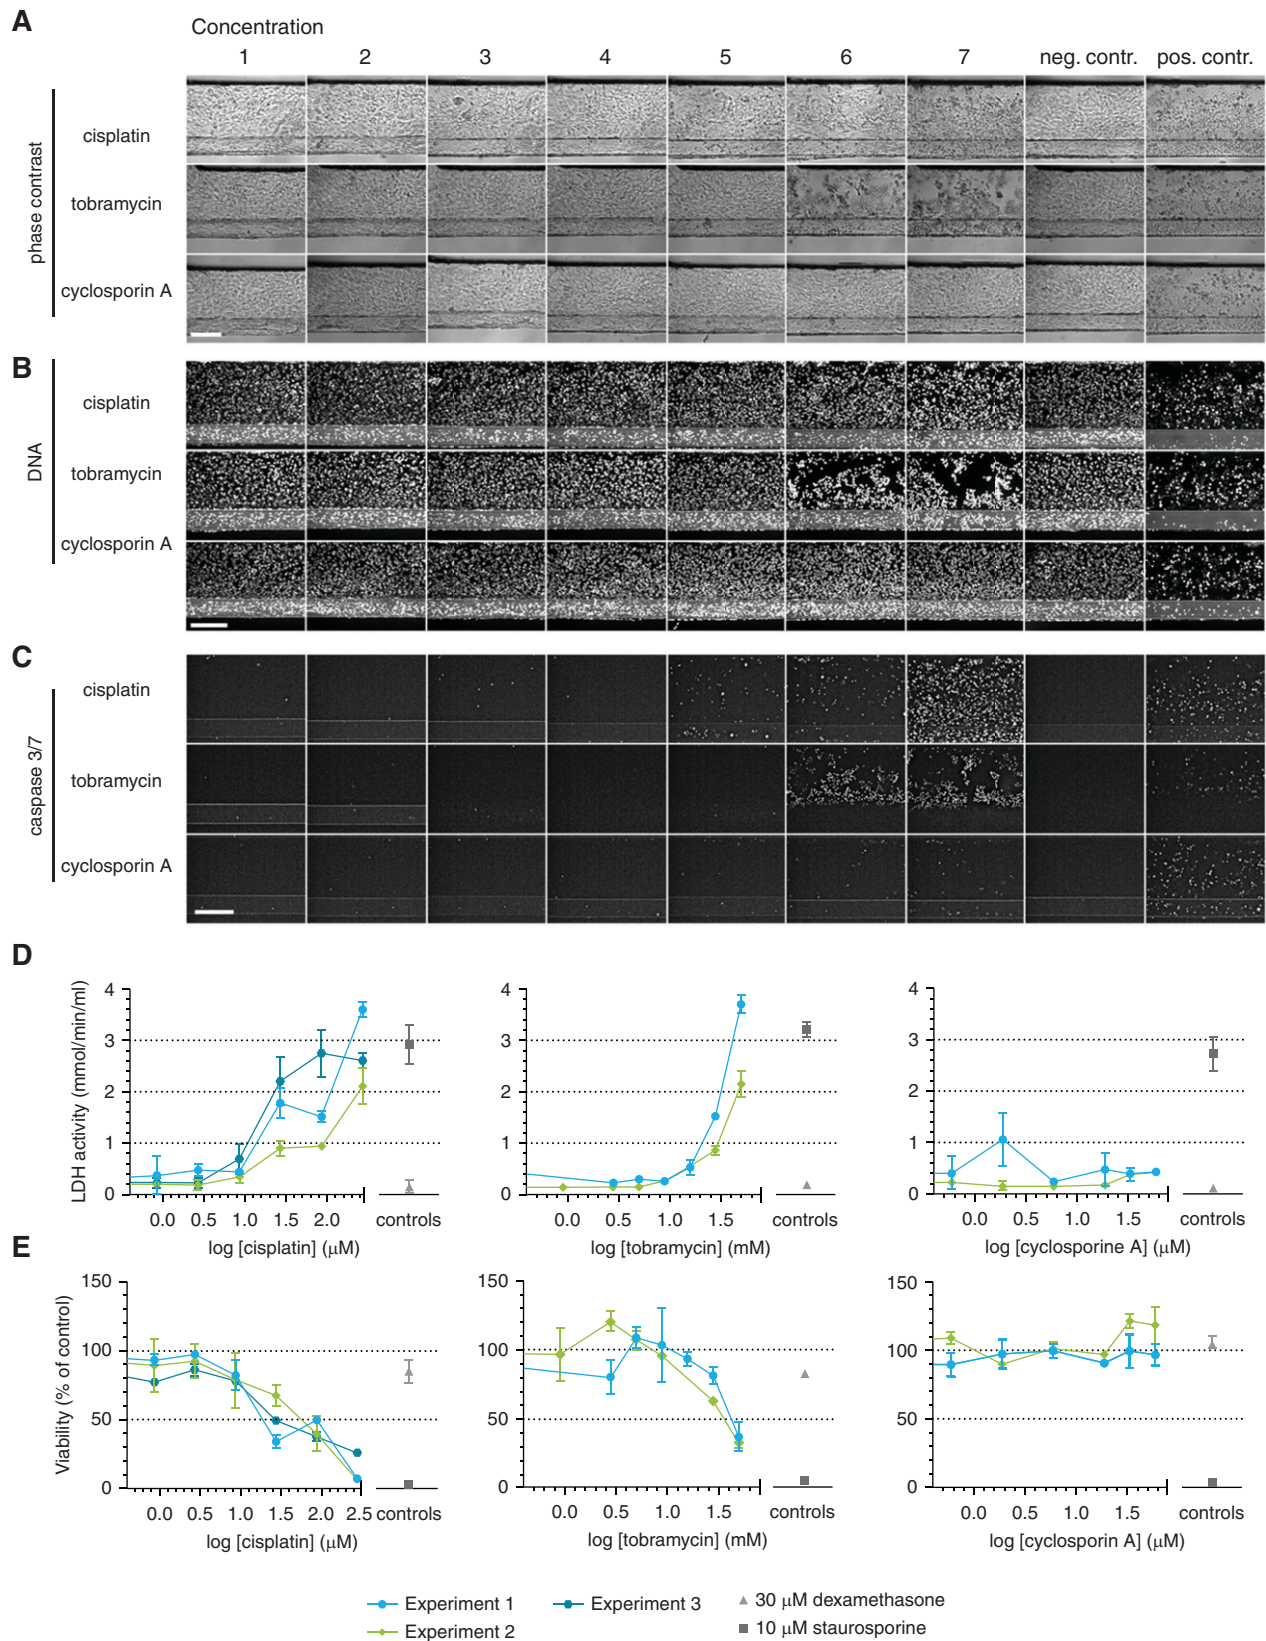 A
Concentration
1 2 3 4 5 6 7 neg. contr. pos. contr.
phase contrast
cisplatin
tobramycin
cyclosporin A
B
DNA
cisplatin
tobramycin
cyclosporin A
C
caspase 3/7
cisplatin
tobramycin
cyclosporin A
D
LDH activity (mmol/min/ml)
4
3
2
1
0
0.0 0.5 1.0 1.5 2.0 controls
log [cisplatin] (μM)
4
3
2
1
0
0.0 0.5 1.0 1.5 controls
log [tobramycin] (mM)
4
3
2
1
0
0.0 0.5 1.0 1.5 controls
log [cyclosporine A] (μM)
E
Viability (% of control)
150
100
50
0
0.0 0.5 1.0 1.5 2.0 2.5 controls
log [cisplatin] (μM)
150
100
50
0
0.0 0.5 1.0 1.5 controls
log [tobramycin] (mM)
150
100
50
0
0.0 0.5 1.0 1.5 controls
log [cyclosporin A] (μM)
Experiment 1 Experiment 3 30 μM dexamethasone
Experiment 2 10 μM staurosporine